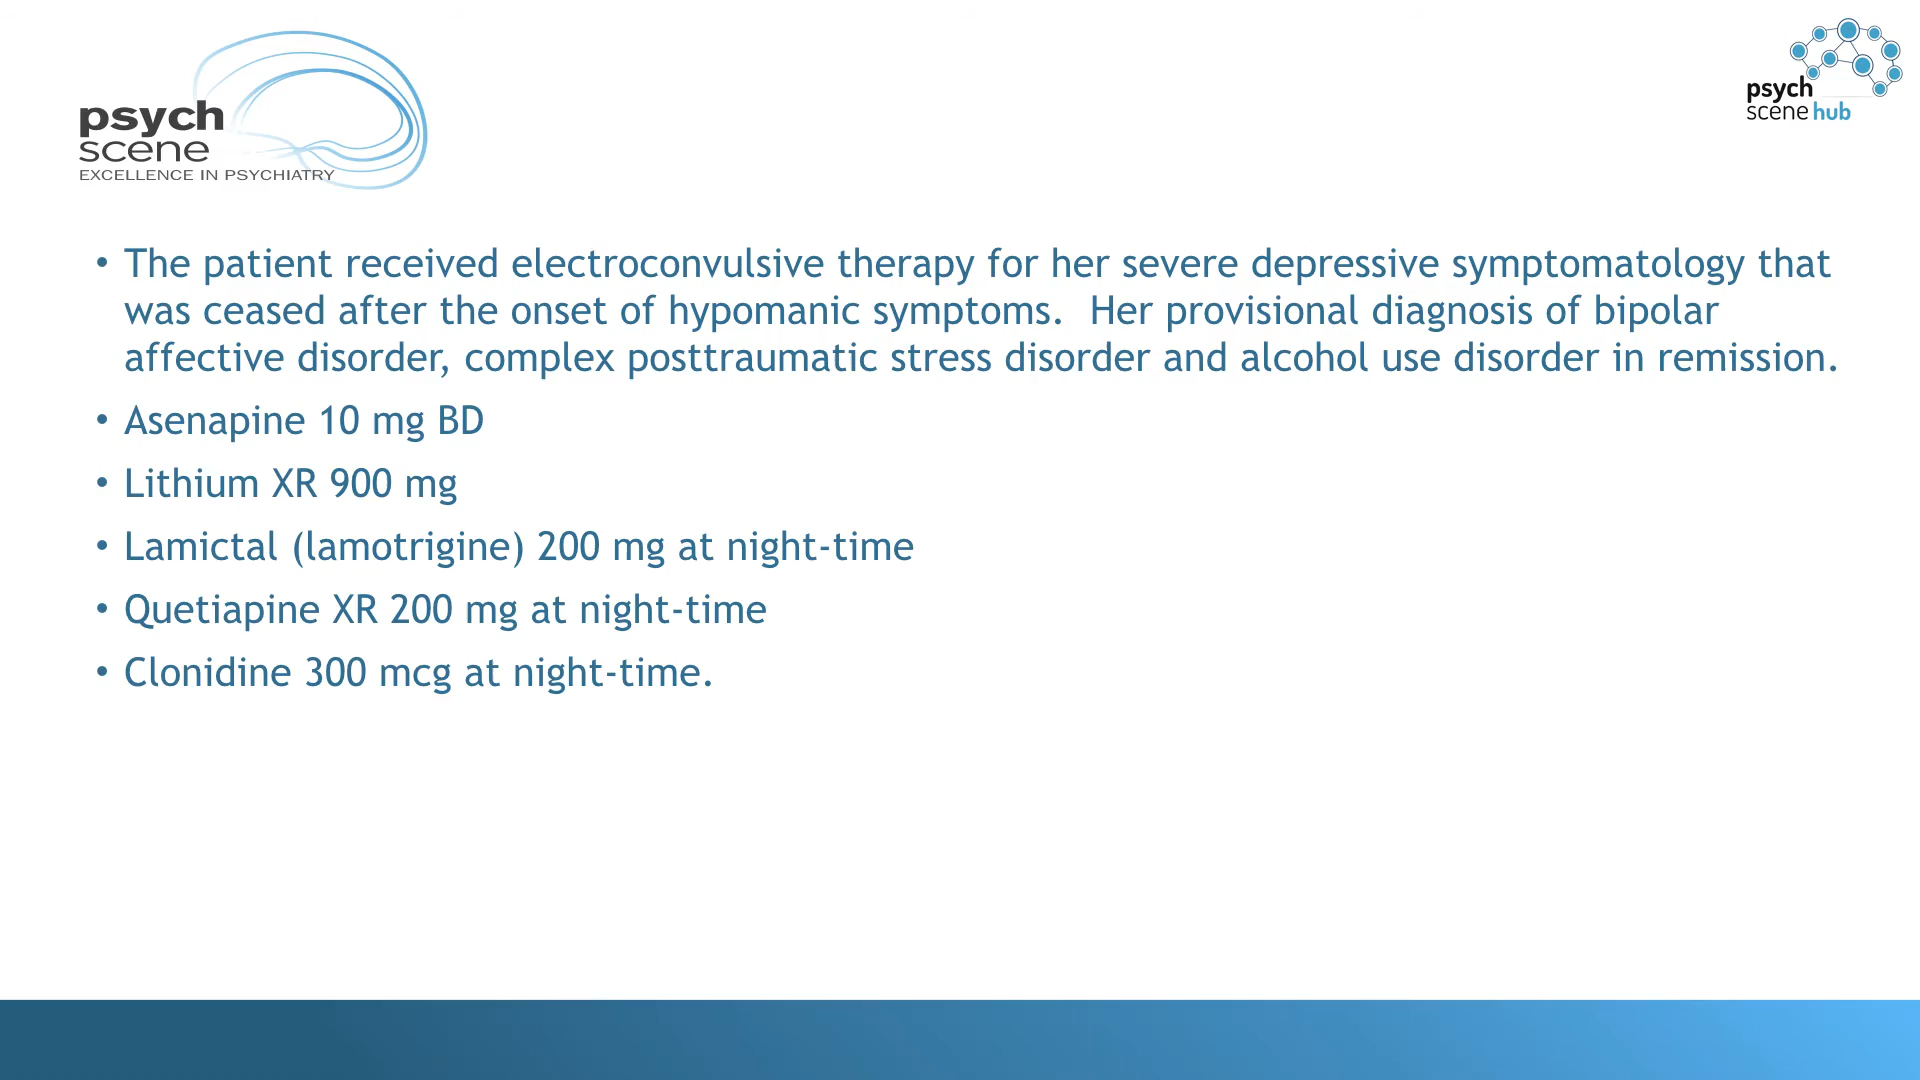 psych
scene
EXCELLENCE IN PSYCHIATRY
psych
scene hub
• The patient received electroconvulsive therapy for her severe depressive symptomatology that
was ceased after the onset of hypomanic symptoms.  Her provisional diagnosis of bipolar
affective disorder, complex posttraumatic stress disorder and alcohol use disorder in remission.
• Asenapine 10 mg BD
• Lithium XR 900 mg
• Lamictal (lamotrigine) 200 mg at night-time
• Quetiapine XR 200 mg at night-time
• Clonidine 300 mcg at night-time.